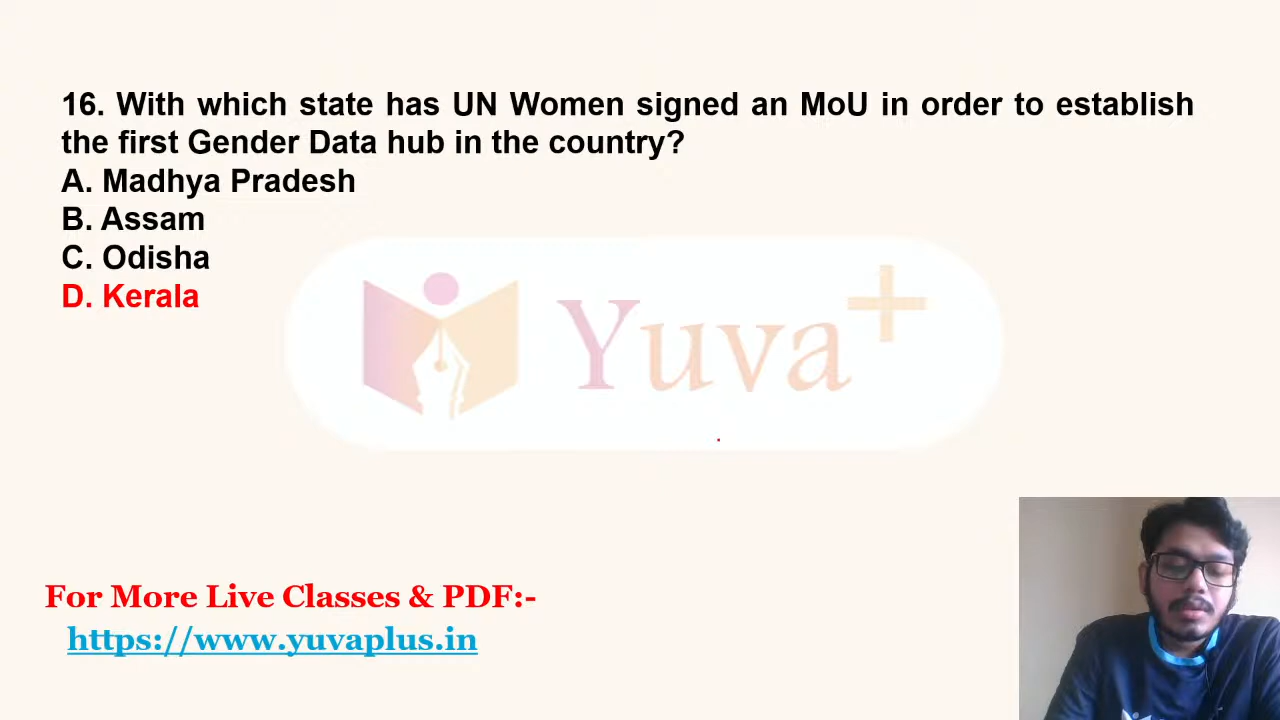 16. With which state has UN Women signed an MoU in order to establish
the first Gender Data hub in the country?
A. Madhya Pradesh
B. Assam
C. Odisha
D. Kerala
Yuva+
For More Live Classes & PDF:-
https://www.yuvaplus.in